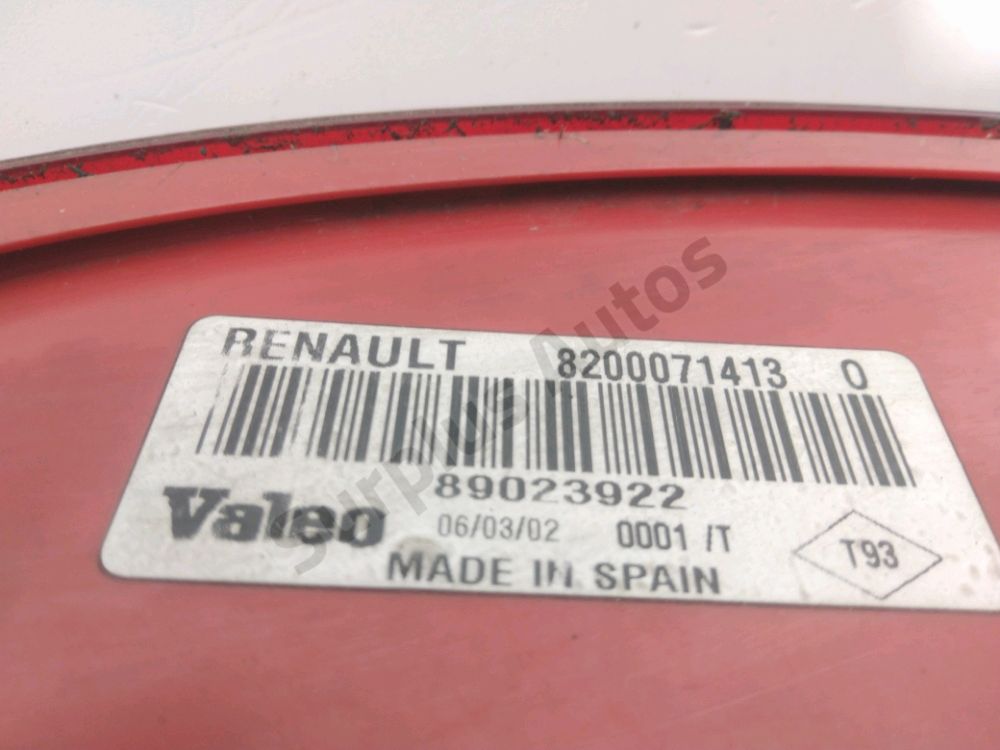 RENAULT 8200071413 0
89023922
Valeo 06/03/02 0001 /T T93
MADE IN SPAIN
Surplus Autos